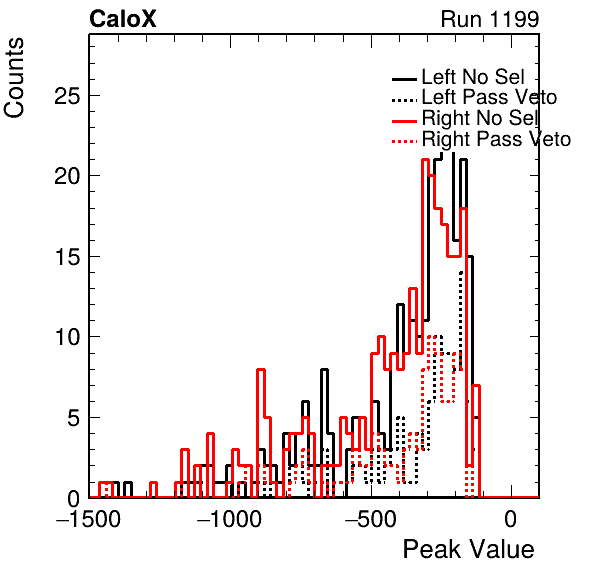 CaloX Run 1199
Counts
Left No Sel
Left Pass Veto
Right No Sel
Right Pass Veto
25
20
15
10
5
0
−1500 −1000 −500 0
Peak Value